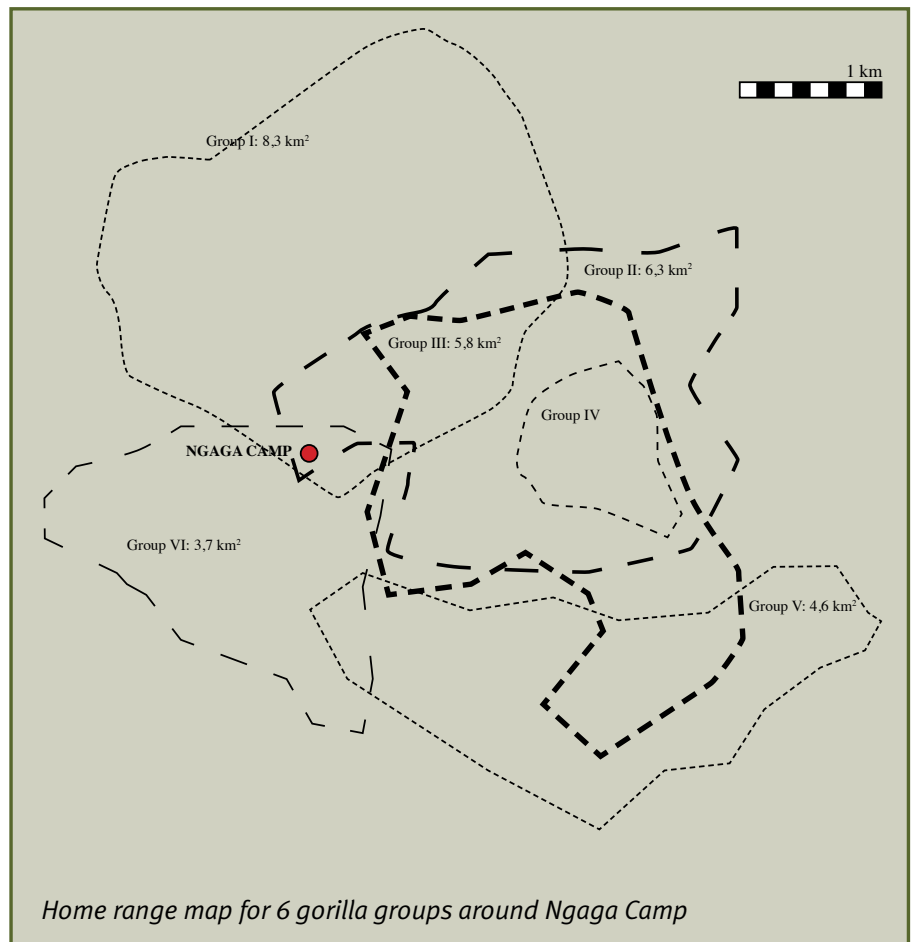 1 km
Group I: 8,3 km²
Group II: 6,3 km²
Group III: 5,8 km²
Group IV
NGAGA CAMP
Group VI: 3,7 km²
Group V: 4,6 km²
Home range map for 6 gorilla groups around Ngaga Camp